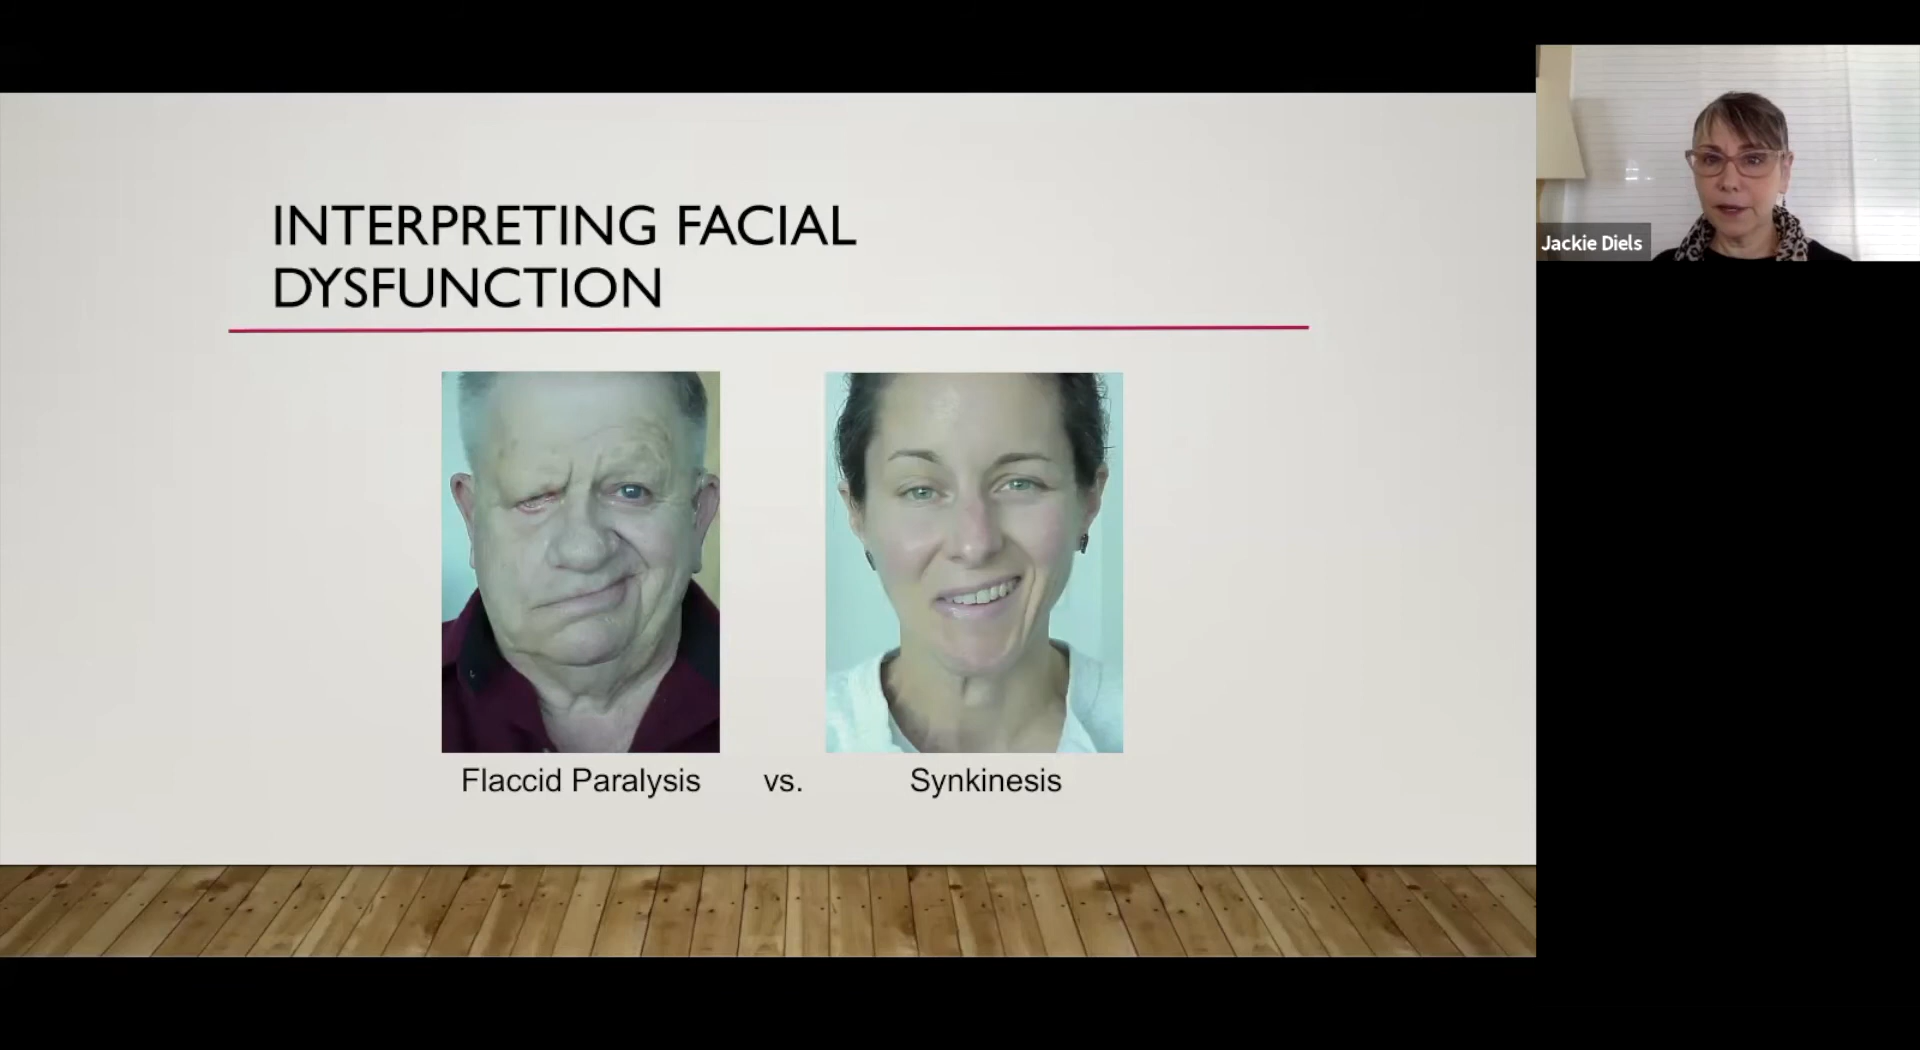 INTERPRETING FACIAL
DYSFUNCTION
Flaccid Paralysis vs. Synkinesis
Jackie Diels